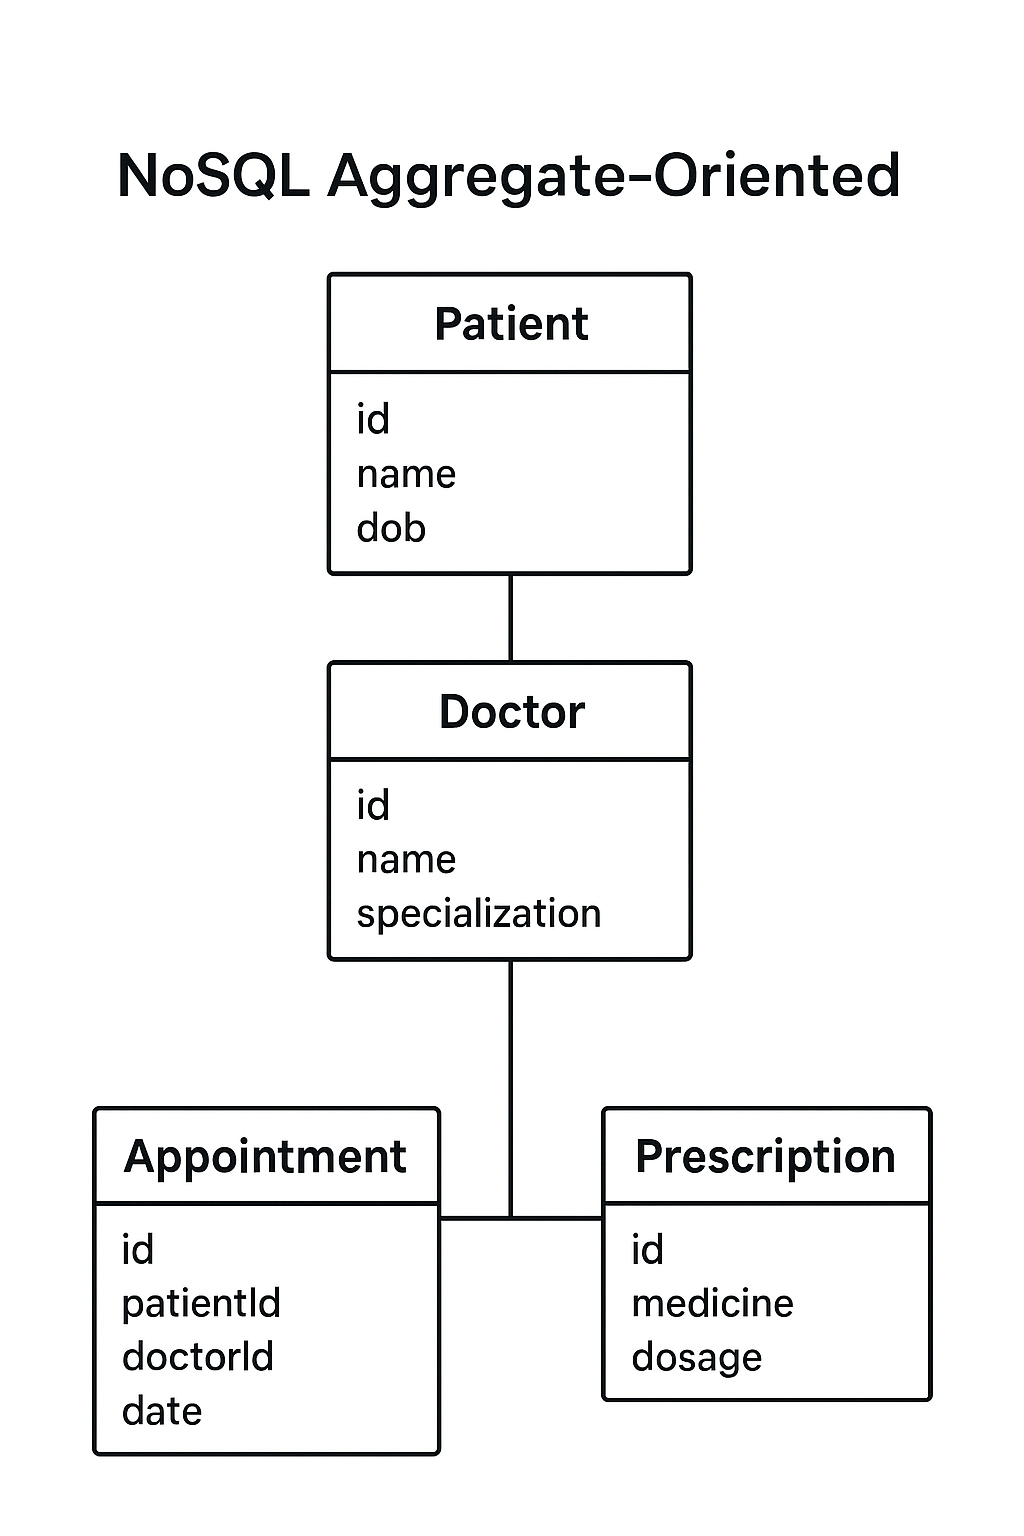 NoSQL Aggregate-Oriented
Patient
id
name
dob
Doctor
id
name
specialization
Appointment
id
patientId
doctorId
date
Prescription
id
medicine
dosage